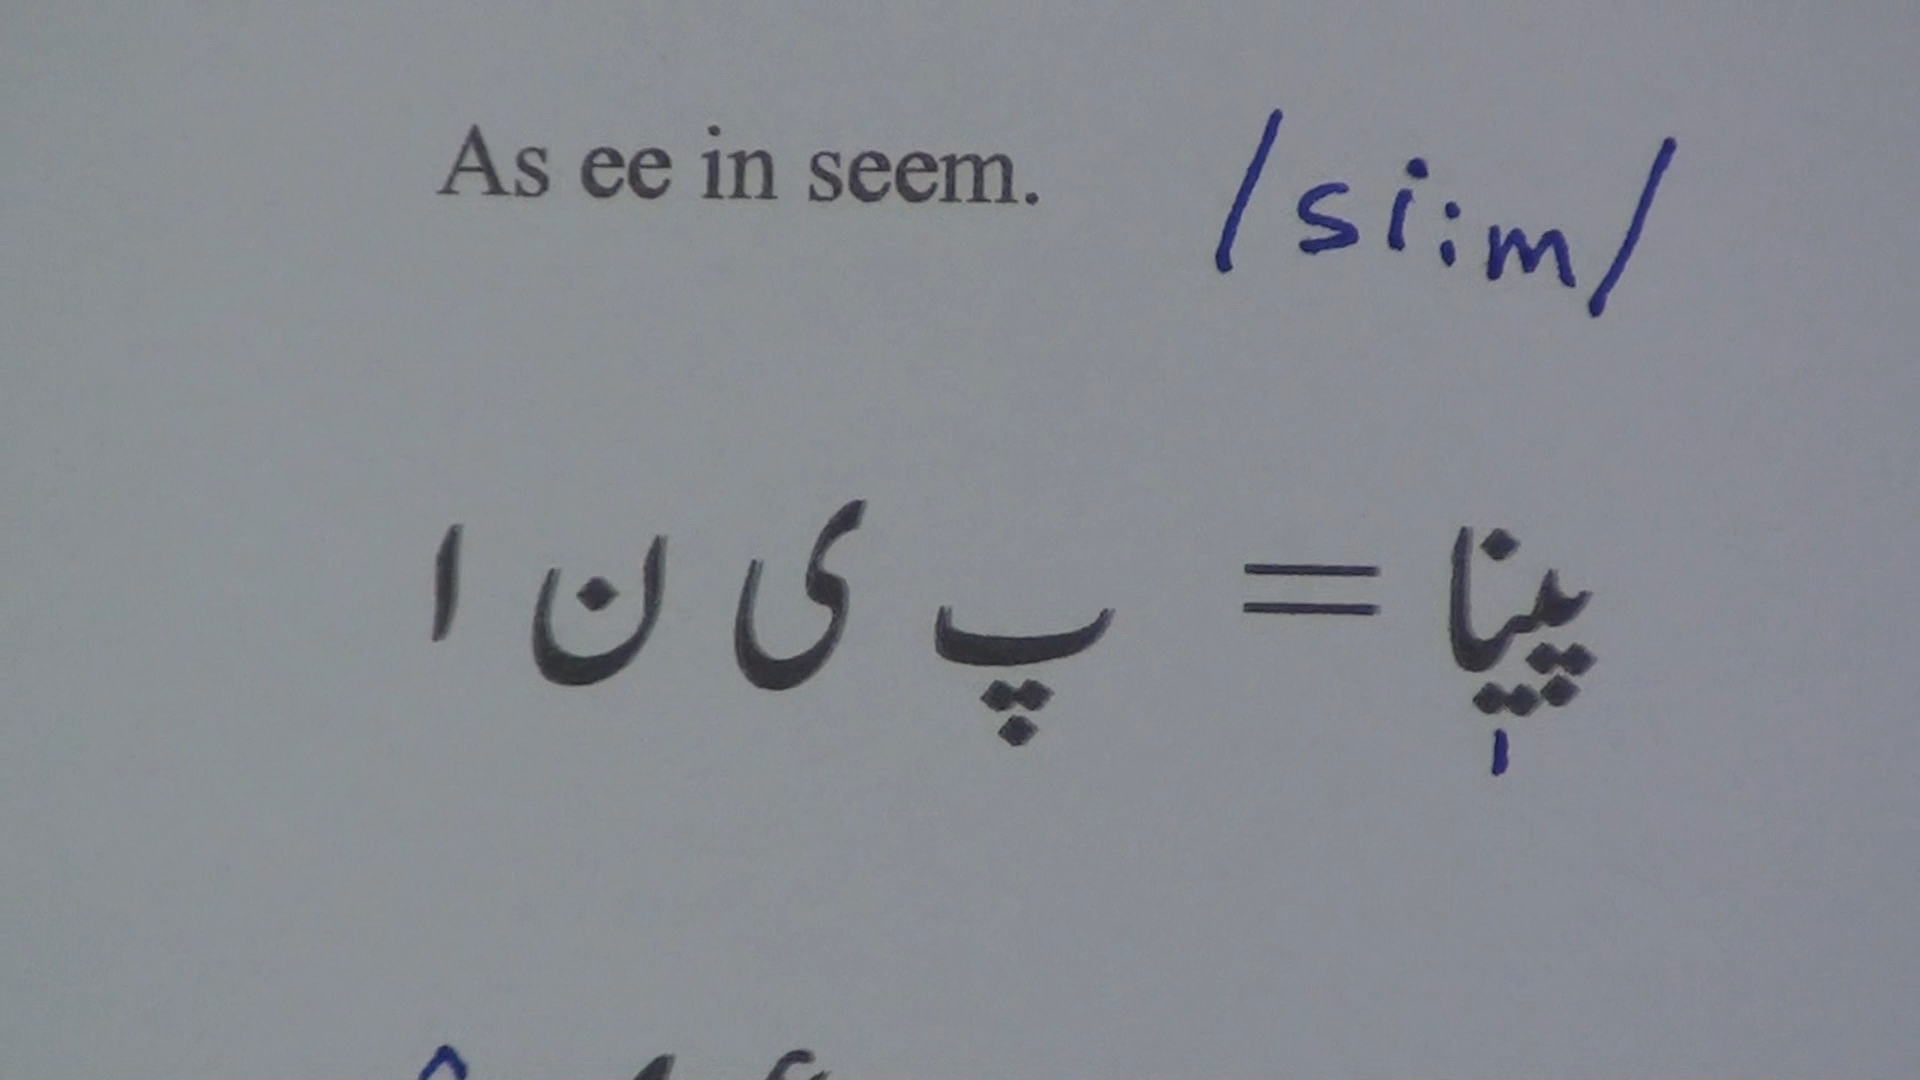 As ee in seem. /si:m/
پینا = پ ی ن ا